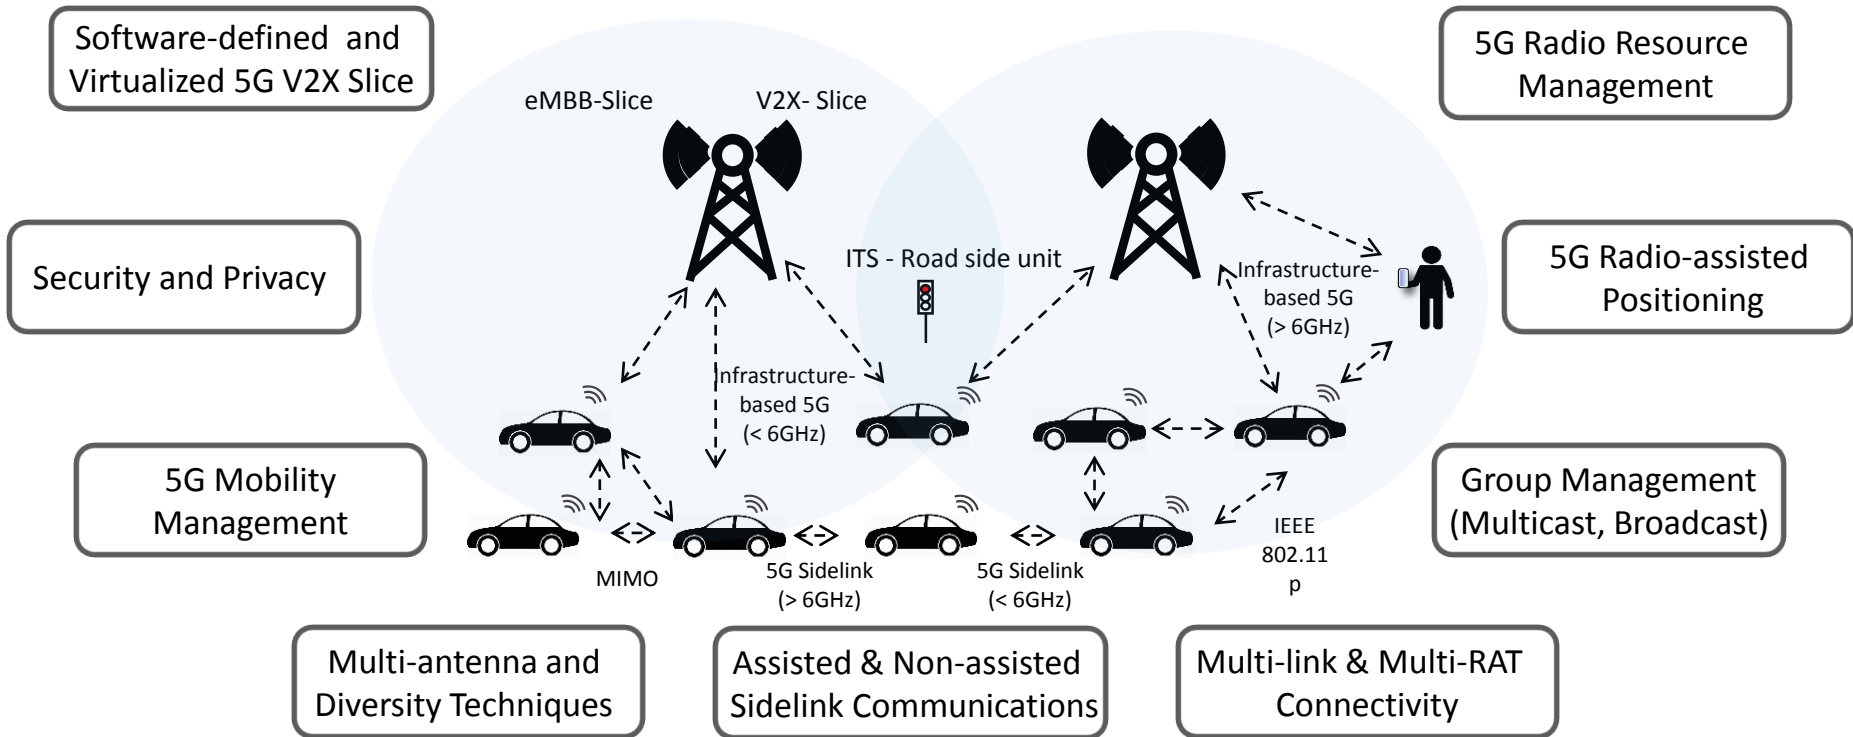 Software-defined and
Virtualized 5G V2X Slice
5G Radio Resource
Management
eMBB-Slice
V2X- Slice
Security and Privacy
ITS - Road side unit
Infrastructure-
based 5G
(> 6GHz)
5G Radio-assisted
Positioning
Infrastructure-
based 5G
(< 6GHz)
5G Mobility
Management
Group Management
(Multicast, Broadcast)
MIMO
5G Sidelink
(> 6GHz)
5G Sidelink
(< 6GHz)
IEEE
802.11
p
Multi-antenna and
Diversity Techniques
Assisted & Non-assisted
Sidelink Communications
Multi-link & Multi-RAT
Connectivity